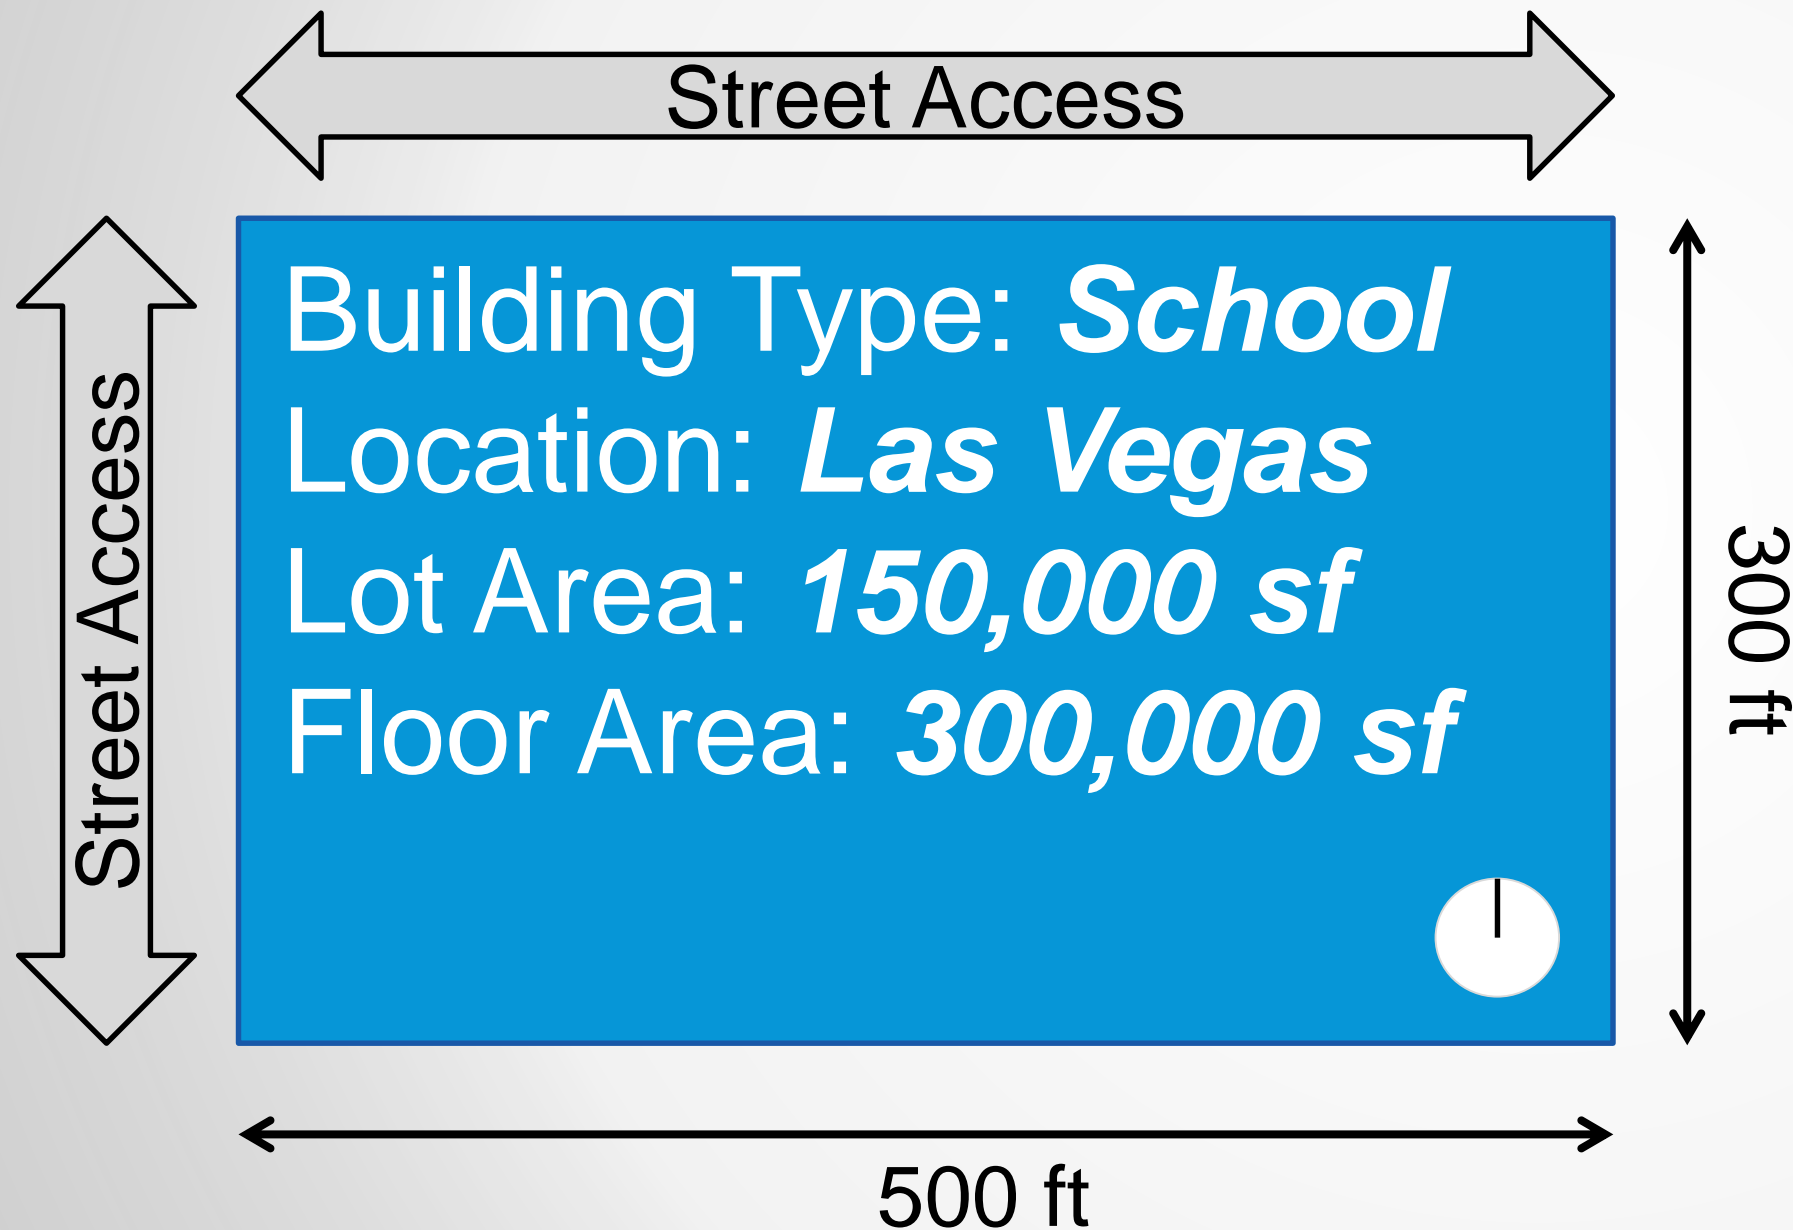 Street Access
Street Access
Building Type: School
Location: Las Vegas
Lot Area: 150,000 sf
Floor Area: 300,000 sf
300 ft
500 ft